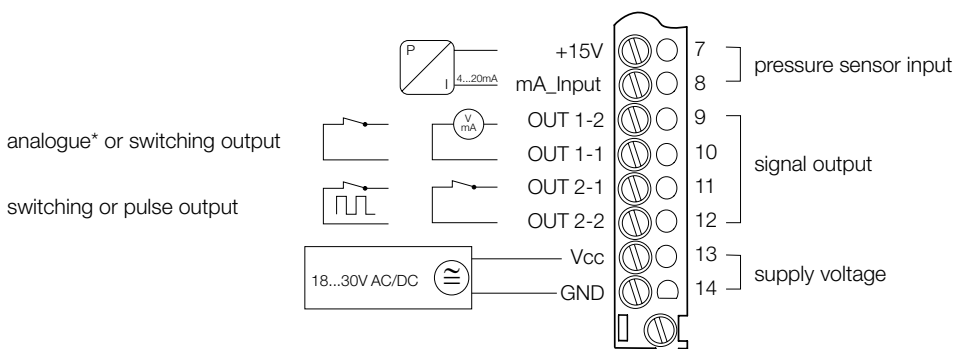 P
I
4...20mA
+15V
7
mA_Input
8
pressure sensor input
analogue* or switching output
V
mA
OUT 1-2
9
OUT 1-1
10
signal output
switching or pulse output
OUT 2-1
11
OUT 2-2
12
18...30V AC/DC
Vcc
13
GND
14
supply voltage